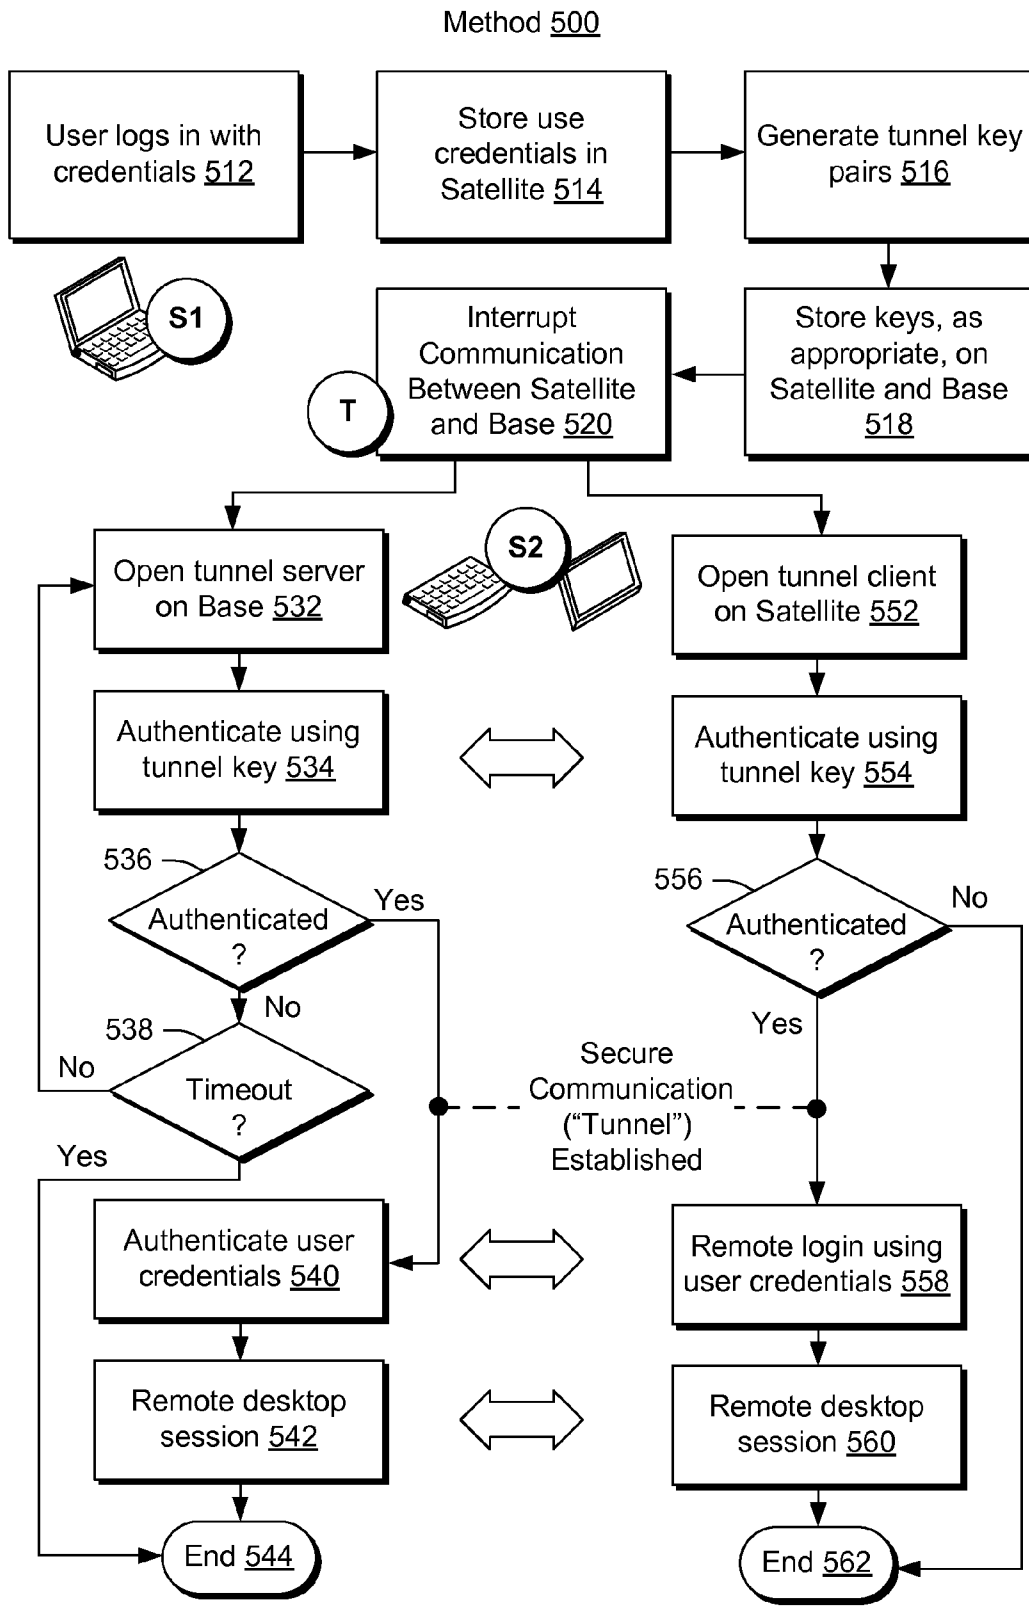 Method 500
User logs in with
credentials 512
Store use
credentials in
Satellite 514
Generate tunnel key
pairs 516
S1
T
Interrupt
Communication
Between Satellite
and Base 520
Store keys, as
appropriate, on
Satellite and Base
518
Open tunnel server
on Base 532
S2
Open tunnel client
on Satellite 552
Authenticate using
tunnel key 534
Authenticate using
tunnel key 554
536
Authenticated
?
Yes
No
556
Authenticated
?
No
Yes
538
Timeout
?
No
Yes
Secure
Communication
(“Tunnel”)
Established
Authenticate user
credentials 540
Remote login using
user credentials 558
Remote desktop
session 542
Remote desktop
session 560
End 544
End 562